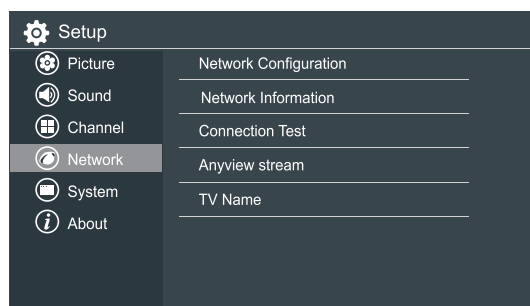 Setup
Picture
Sound
Channel
Network
System
About
Network Configuration
Network Information
Connection Test
Anyview stream
TV Name